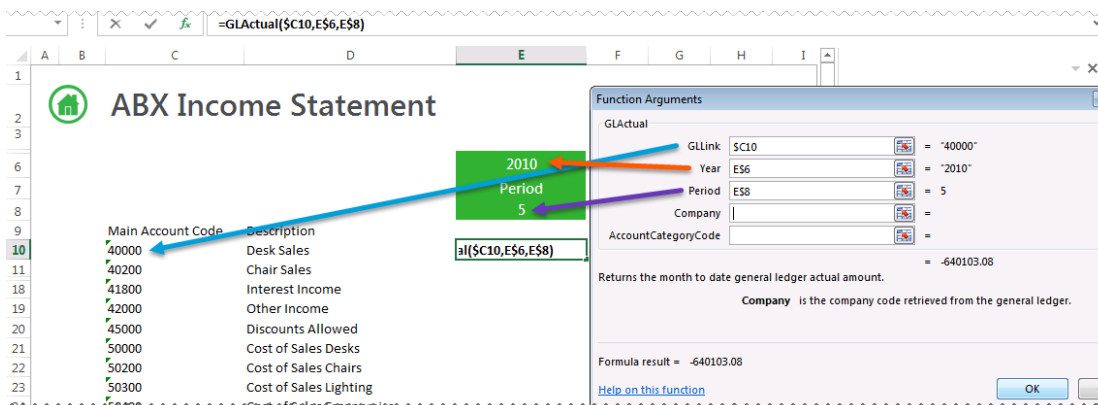 fx =GLActual($C10,E$6,E$8)
A B C D E F G H I
1
2 ABX Income Statement
3
6 2010
7 Period
8 5
9 Main Account Code Description
10 40000 Desk Sales al($C10,E$6,E$8)
11 40200 Chair Sales
18 41800 Interest Income
19 42000 Other Income
20 45000 Discounts Allowed
21 50000 Cost of Sales Desks
22 50200 Cost of Sales Chairs
23 50300 Cost of Sales Lighting
Function Arguments
GLActual
GLLink $C10 = "40000"
Year E$6 = "2010"
Period E$8 = 5
Company =
AccountCategoryCode =
= -640103.08
Returns the month to date general ledger actual amount.
Company is the company code retrieved from the general ledger.
Formula result = -640103.08
Help on this function OK